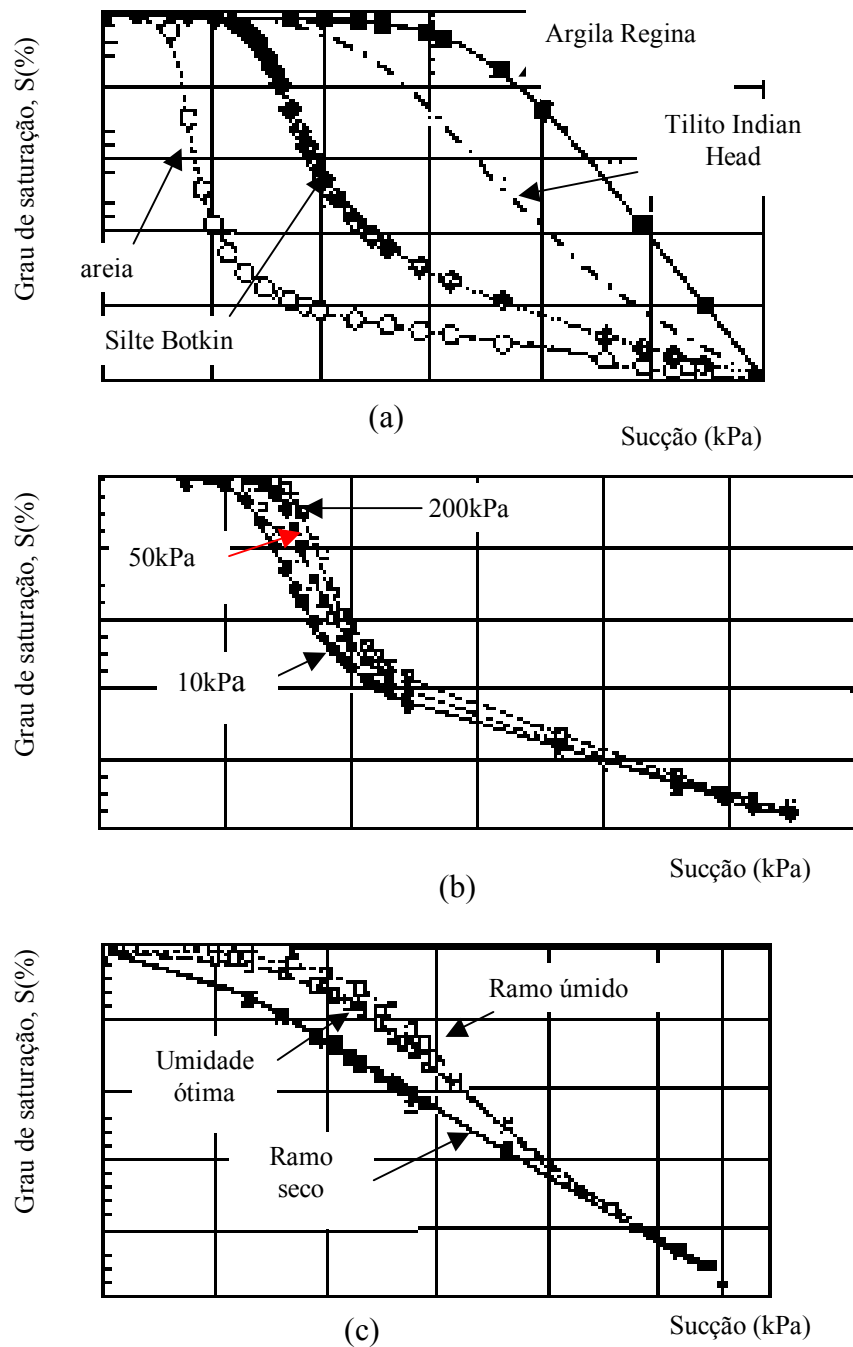 Grau de saturação, S(%)
Argila Regina
Tilito Indian
Head
areia
Silte Botkin
(a)
Sucção (kPa)
Grau de saturação, S(%)
200kPa
50kPa
10kPa
(b)
Sucção (kPa)
Grau de saturação, S(%)
Ramo úmido
Umidade
ótima
Ramo
seco
(c)
Sucção (kPa)